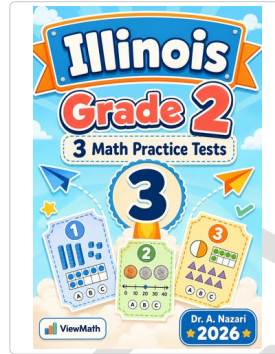 Illinois
Grade 2
3 Math Practice Tests
3
1
2
3
0 10 20 30 40
A B C
A B C
A B C
ViewMath
Dr. A. Nazari
2026